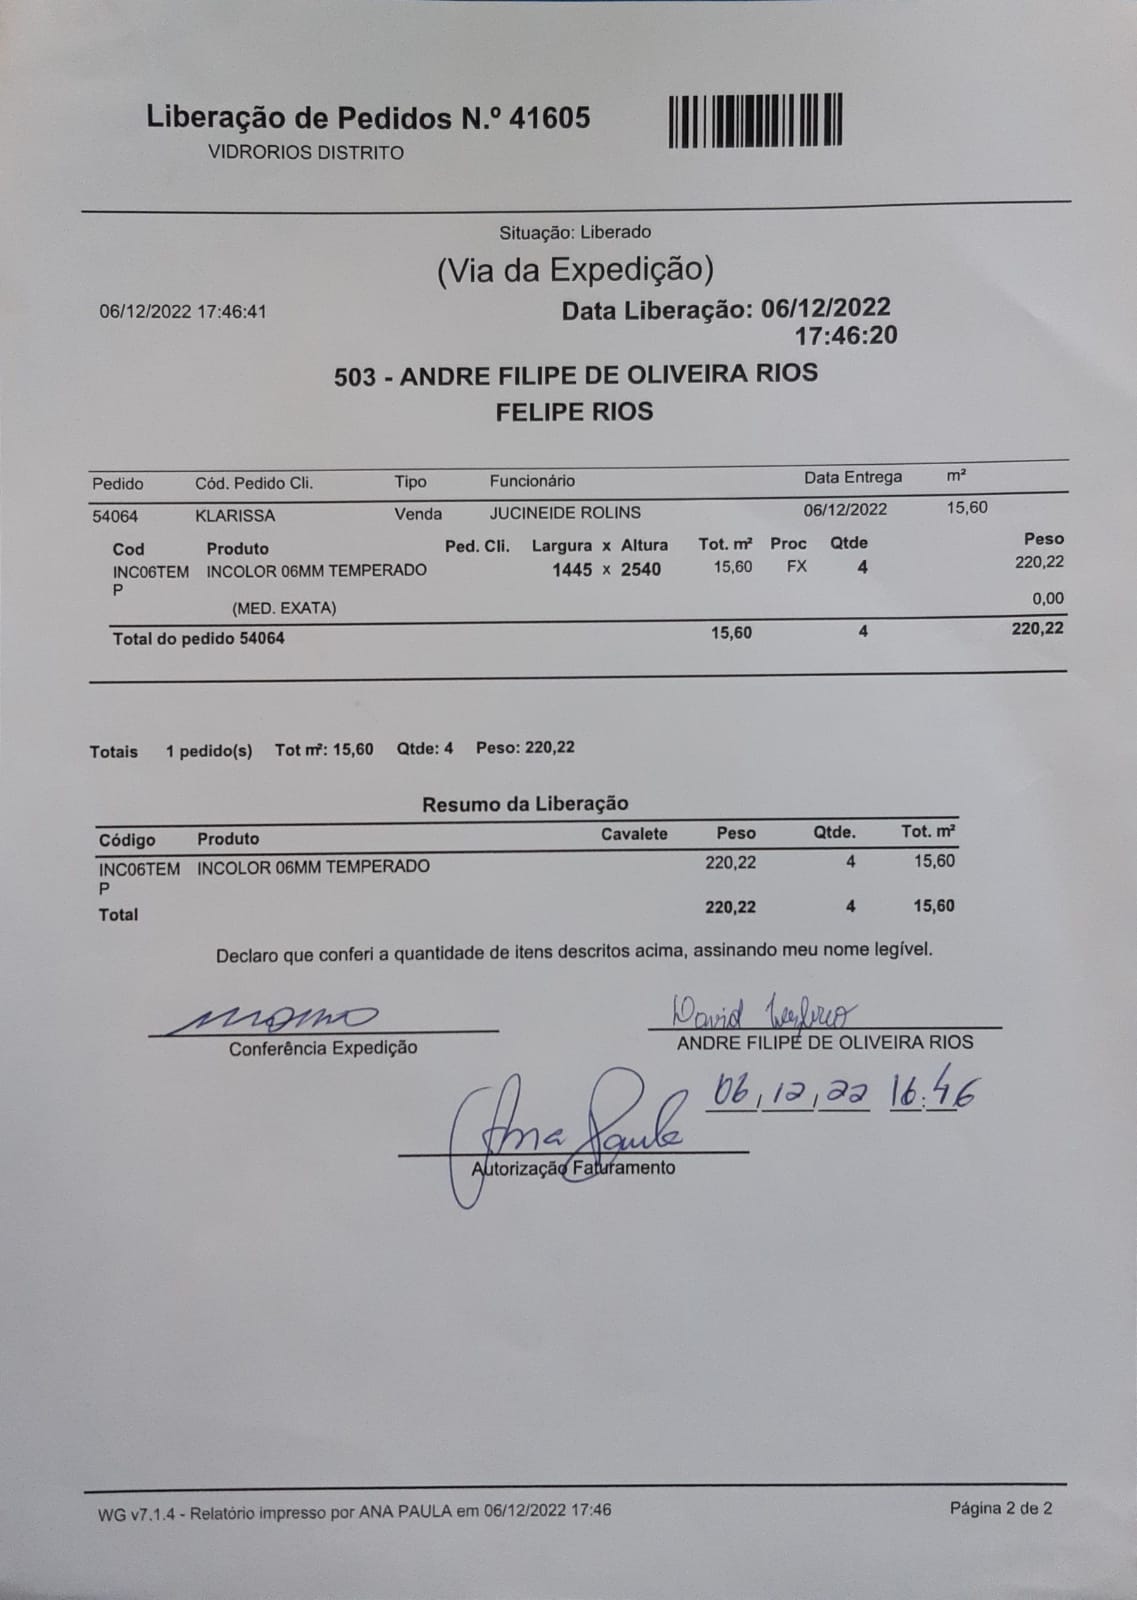 Liberação de Pedidos N.º 41605
VIDRORIOS DISTRITO
Situação: Liberado
(Via da Expedição)
06/12/2022 17:46:41
Data Liberação: 06/12/2022
17:46:20
503 - ANDRE FILIPE DE OLIVEIRA RIOS
FELIPE RIOS
Pedido Cód. Pedido Cli. Tipo Funcionário Data Entrega m²
54064 KLARISSA Venda JUCINEIDE ROLINS 06/12/2022 15,60
Cod Produto Ped. Cli. Largura x Altura Tot. m² Proc Qtde Peso
INC06TEM INCOLOR 06MM TEMPERADO 1445 x 2540 15,60 FX 4 220,22
P
(MED. EXATA) 0,00
Total do pedido 54064 15,60 4 220,22
Totais 1 pedido(s) Tot m²: 15,60 Qtde: 4 Peso: 220,22
Resumo da Liberação
Código Produto Cavalete Peso Qtde. Tot. m²
INC06TEM INCOLOR 06MM TEMPERADO 220,22 4 15,60
P
Total 220,22 4 15,60
Declaro que conferi a quantidade de itens descritos acima, assinando meu nome legível.
David
Conferência Expedição
ANDRE FILIPE DE OLIVEIRA RIOS
06,12,22 16:46
Ana Paula
Autorização Faturamento
WG v7.1.4 - Relatório impresso por ANA PAULA em 06/12/2022 17:46
Página 2 de 2